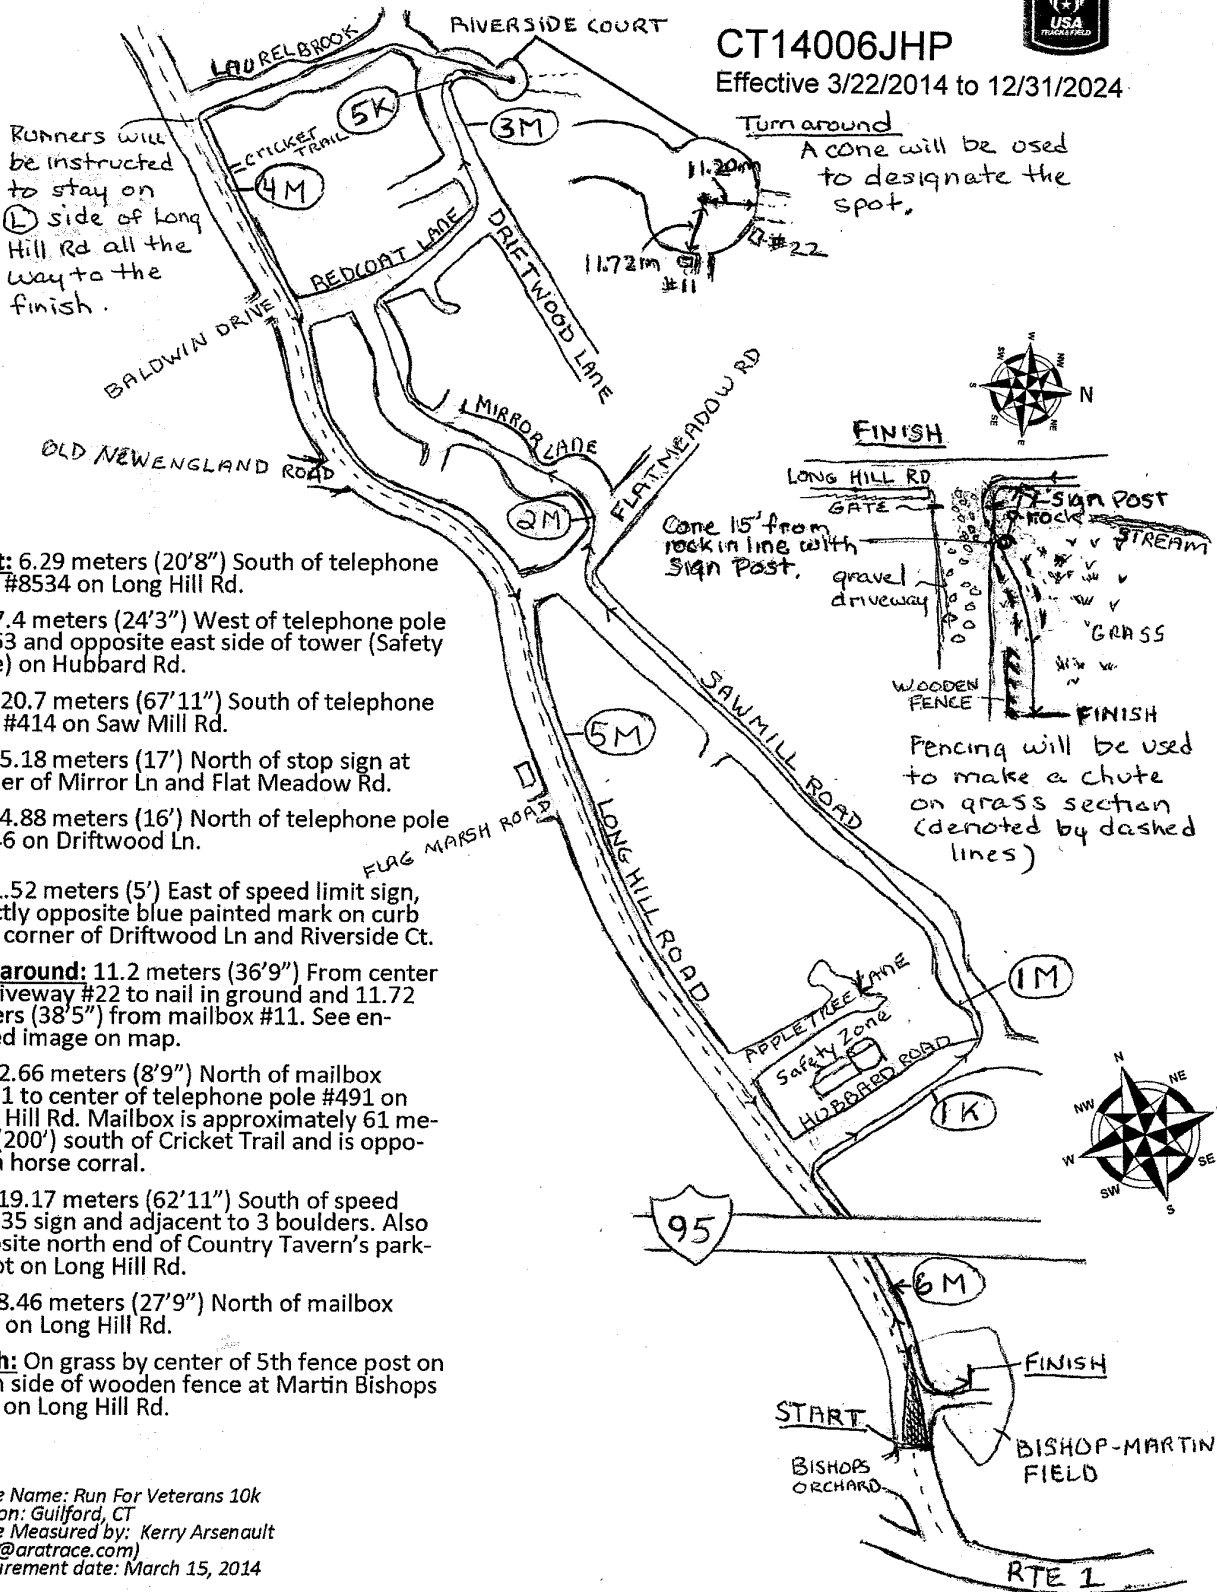 RIVERSIDE COURT
USA
TRACK & FIELD
CT14006JHP
Effective 3/22/2014 to 12/31/2024
LAURELBROOK
5K
3M
CRICKET
TRAIL
4M
Runners will
be instructed
to stay on
(L) side of Long
Hill Rd all the
way to the
finish.
Turnaround
A cone will be used
to designate the
spot.
11.20m
11.72m
#11
#22
REDCOAT LANE
DRIFTWOOD LANE
BALDWIN DRIVE
MIRROR LANE
FLAT MEADOW RD
OLD NEW ENGLAND ROAD
2M
W
NW
N
NE
E
SE
S
SW
N
FINISH
LONG HILL RD
GATE
Sign Post
rock
STREAM
Cone 15' from
rock in line with
Sign Post.
gravel
driveway
GRASS
WOODEN
FENCE
FINISH
Fencing will be used
to make a chute
on grass section
(denoted by dashed
lines)
t: 6.29 meters (20'8") South of telephone
#8534 on Long Hill Rd.
7.4 meters (24'3") West of telephone pole
53 and opposite east side of tower (Safety
e) on Hubbard Rd.
20.7 meters (67'11") South of telephone
#414 on Saw Mill Rd.
5.18 meters (17') North of stop sign at
er of Mirror Ln and Flat Meadow Rd.
4.88 meters (16') North of telephone pole
46 on Driftwood Ln.
.52 meters (5') East of speed limit sign,
tly opposite blue painted mark on curb
corner of Driftwood Ln and Riverside Ct.
around: 11.2 meters (36'9") From center
iveway #22 to nail in ground and 11.72
ers (38'5") from mailbox #11. See en-
d image on map.
2.66 meters (8'9") North of mailbox
1 to center of telephone pole #491 on
Hill Rd. Mailbox is approximately 61 me-
(200') south of Cricket Trail and is oppo-
horse corral.
19.17 meters (62'11") South of speed
35 sign and adjacent to 3 boulders. Also
site north end of Country Tavern's park-
ot on Long Hill Rd.
8.46 meters (27'9") North of mailbox
on Long Hill Rd.
h: On grass by center of 5th fence post on
side of wooden fence at Martin Bishops
on Long Hill Rd.
e Name: Run For Veterans 10k
on: Guilford, CT
e Measured by: Kerry Arsenault
@aratrace.com)
urement date: March 15, 2014
5M
SAWMILL ROAD
FLAG MARSH ROAD
LONG HILL ROAD
1M
APPLETREE LANE
Safety Zone
HUBBARD ROAD
1K
N
NE
SE
S
SW
W
NW
95
6M
FINISH
START
BISHOPS
ORCHARD
BISHOP-MARTIN
FIELD
RTE 1